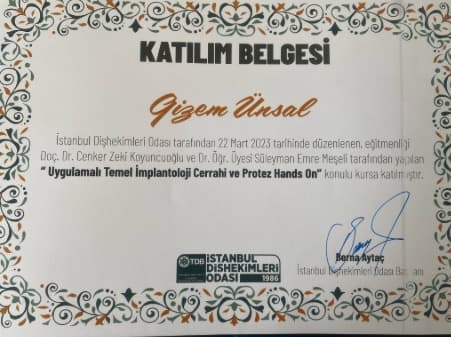 KATILIM BELGESİ
Gizem Ünsal
İstanbul Dişhekimleri Odası tarafından 22 Mart 2023 tarihinde düzenlenen, eğitmenliği
Doç. Dr. Cenker Zeki Koyuncuoğlu ve Dr. Öğr. Üyesi Süleyman Emre Meşeli tarafından yapılan
“ Uygulamalı Temel İmplantoloji Cerrahi ve Protez Hands On” konulu kursa katılmıştır.
Berna Aytaç
İstanbul Dişhekimleri Odası
TDB
İSTANBUL
DİŞHEKİMLERİ
ODASI
1986